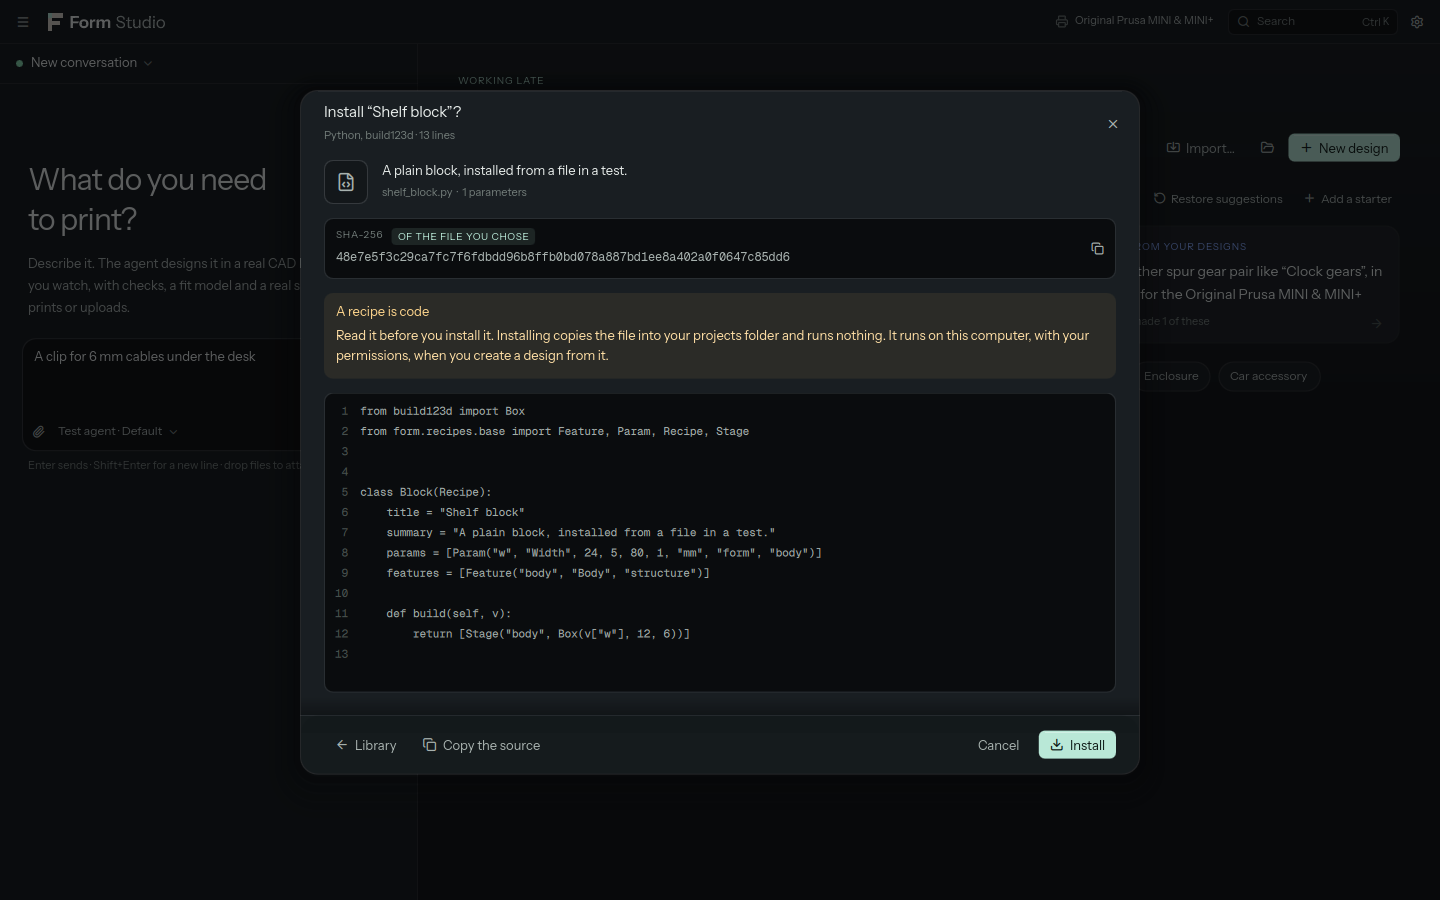 Form Studio
Original Prusa MINI & MINI+
Search
Ctrl K
New conversation
WORKING LATE
What do you need
to print?
Describe it. The agent designs it in a real CAD
you watch, with checks, a fit model and a real s
prints or uploads.
A clip for 6 mm cables under the desk
Test agent · Default
Enter sends · Shift+Enter for a new line · drop files to att
Import...
New design
Restore suggestions
Add a starter
ROM YOUR DESIGNS
ther spur gear pair like “Clock gears”, in
for the Original Prusa MINI & MINI+
ade 1 of these
Enclosure
Car accessory
Install “Shelf block”?
Python, build123d · 13 lines
A plain block, installed from a file in a test.
shelf_block.py · 1 parameters
SHA-256
OF THE FILE YOU CHOSE
48e7e5f3c29ca7fc7f6fdbdd96b8ffb0bd078a887bd1ee8a402a0f0647c85dd6
A recipe is code
Read it before you install it. Installing copies the file into your projects folder and runs nothing. It runs on this computer, with your
permissions, when you create a design from it.
1 from build123d import Box
2 from form.recipes.base import Feature, Param, Recipe, Stage
3
4
5 class Block(Recipe):
6     title = "Shelf block"
7     summary = "A plain block, installed from a file in a test."
8     params = [Param("w", "Width", 24, 5, 80, 1, "mm", "form", "body")]
9     features = [Feature("body", "Body", "structure")]
10
11     def build(self, v):
12         return [Stage("body", Box(v["w"], 12, 6))]
13
Library
Copy the source
Cancel
Install